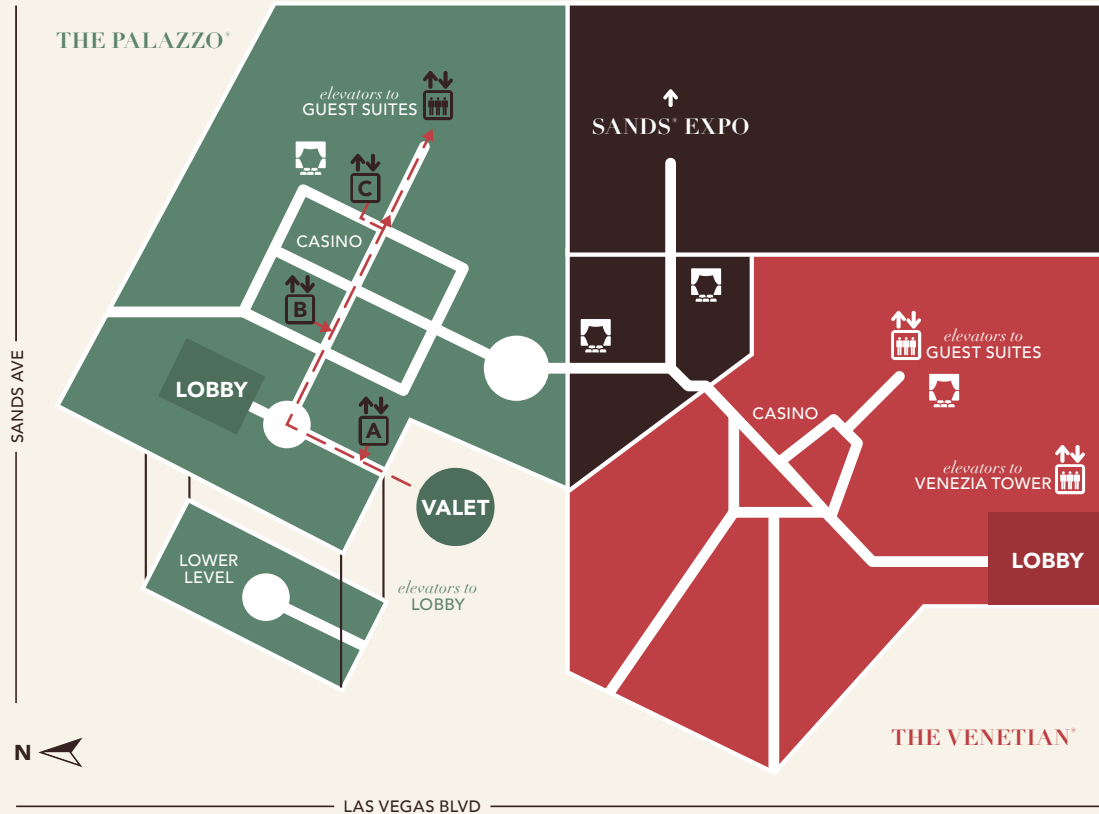 THE PALAZZO®
elevators to
GUEST SUITES
SANDS® EXPO
C
CASINO
B
SANDS AVE
LOBBY
A
elevators to
GUEST SUITES
CASINO
elevators to
VENEZIA TOWER
VALET
LOBBY
LOWER
LEVEL
elevators to
LOBBY
THE VENETIAN®
N
LAS VEGAS BLVD